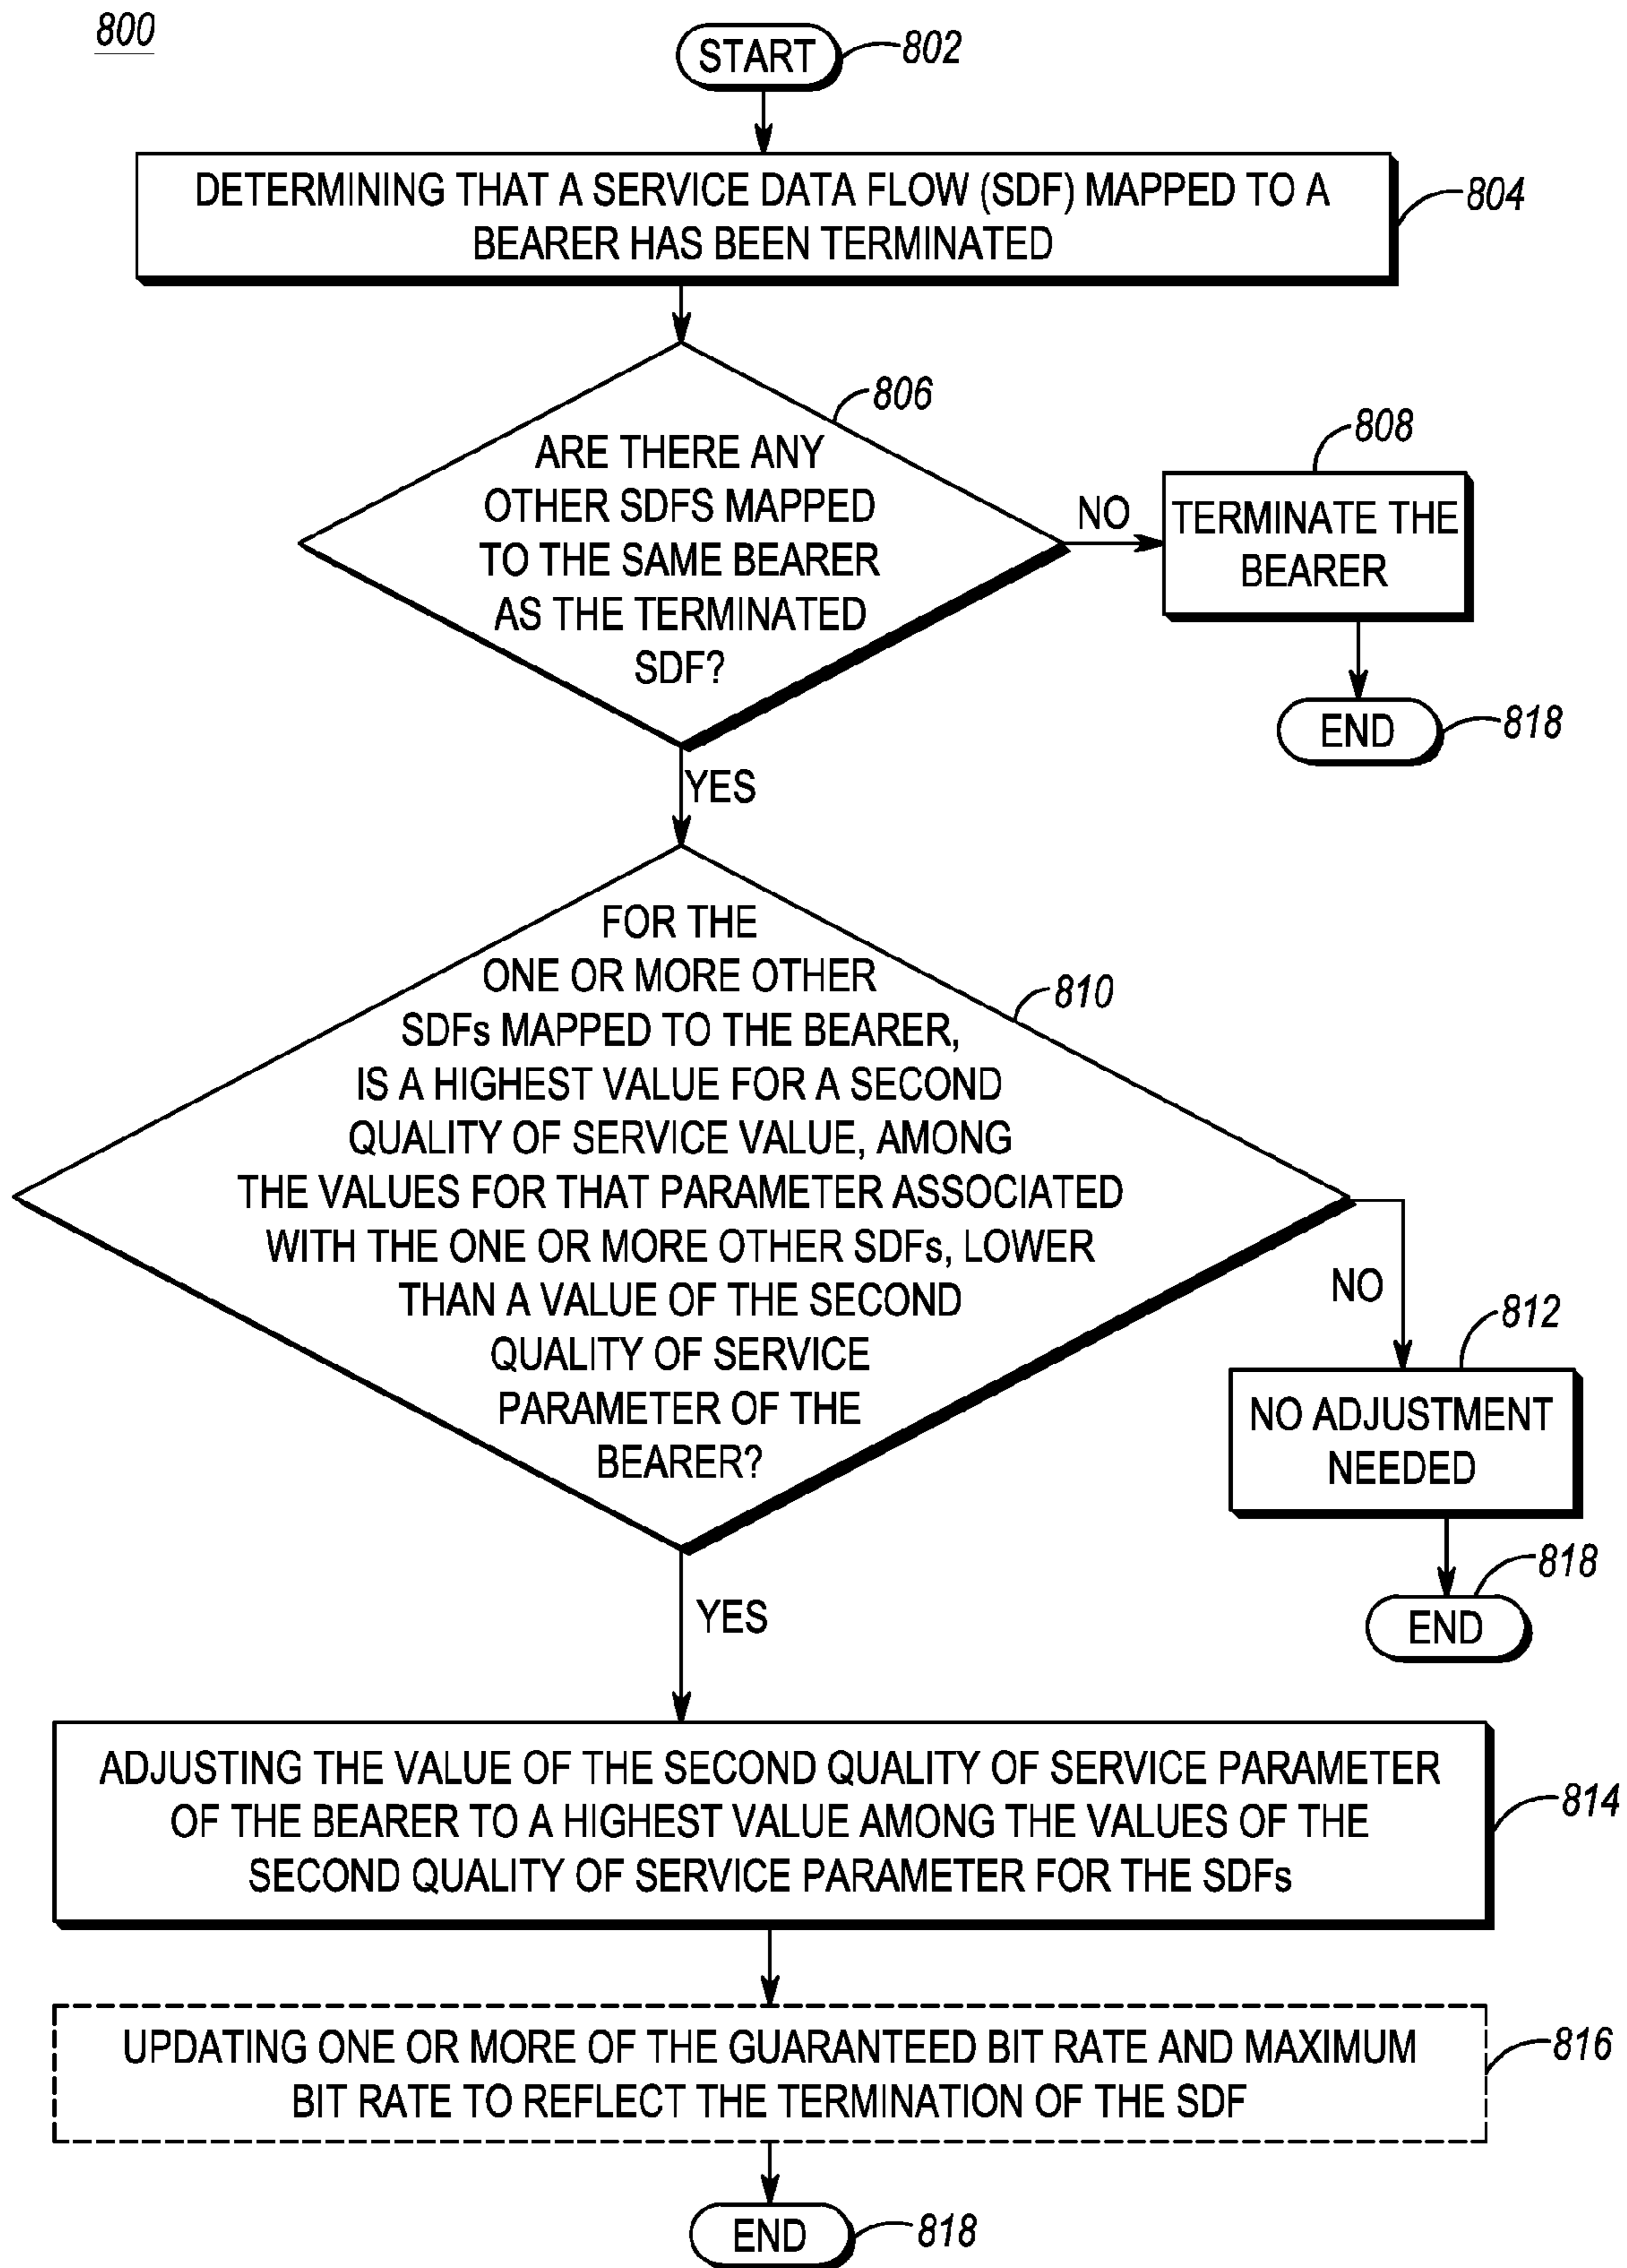 800
START
802
DETERMINING THAT A SERVICE DATA FLOW (SDF) MAPPED TO A
BEARER HAS BEEN TERMINATED
804
806
ARE THERE ANY
OTHER SDFS MAPPED
TO THE SAME BEARER
AS THE TERMINATED
SDF?
NO
808
TERMINATE THE
BEARER
END
818
YES
810
FOR THE
ONE OR MORE OTHER
SDFs MAPPED TO THE BEARER,
IS A HIGHEST VALUE FOR A SECOND
QUALITY OF SERVICE VALUE, AMONG
THE VALUES FOR THAT PARAMETER ASSOCIATED
WITH THE ONE OR MORE OTHER SDFs, LOWER
THAN A VALUE OF THE SECOND
QUALITY OF SERVICE
PARAMETER OF THE
BEARER?
NO
812
NO ADJUSTMENT
NEEDED
818
END
YES
ADJUSTING THE VALUE OF THE SECOND QUALITY OF SERVICE PARAMETER
OF THE BEARER TO A HIGHEST VALUE AMONG THE VALUES OF THE
SECOND QUALITY OF SERVICE PARAMETER FOR THE SDFs
814
UPDATING ONE OR MORE OF THE GUARANTEED BIT RATE AND MAXIMUM
BIT RATE TO REFLECT THE TERMINATION OF THE SDF
816
END
818